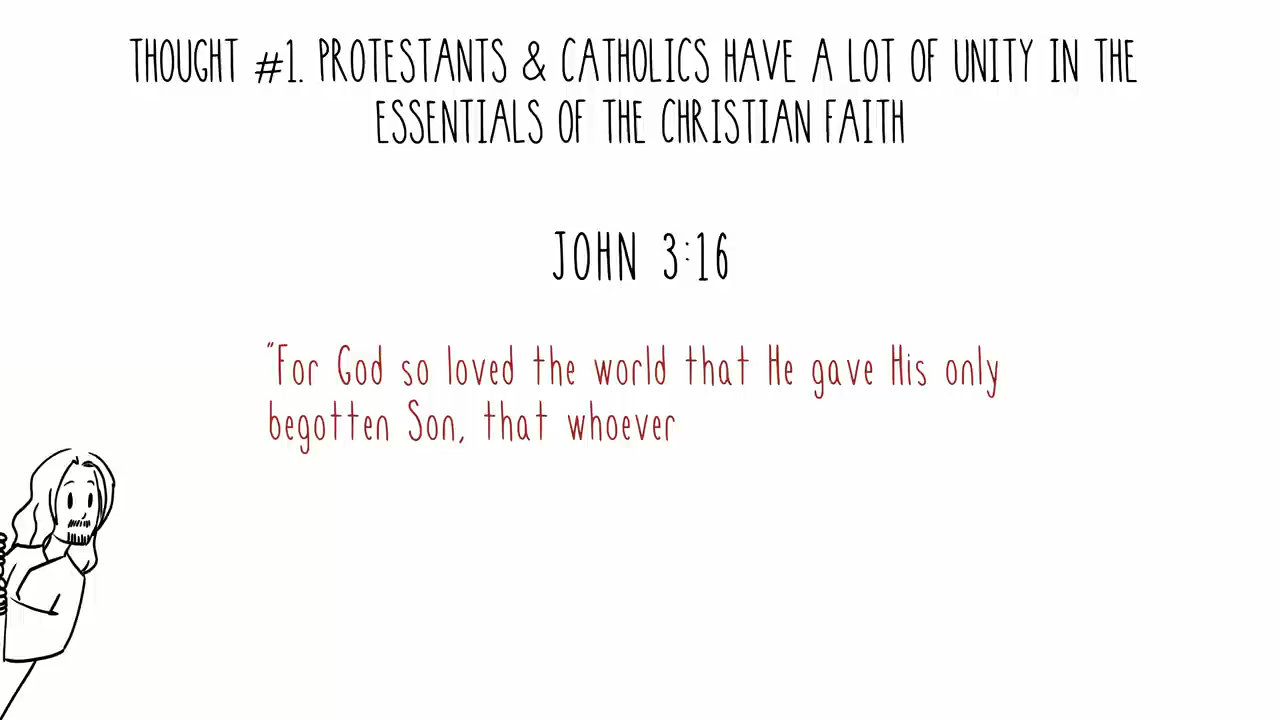 THOUGHT #1. PROTESTANTS & CATHOLICS HAVE A LOT OF UNITY IN THE
ESSENTIALS OF THE CHRISTIAN FAITH
JOHN 3:16
"For God so loved the world that He gave His only
begotten Son, that whoever